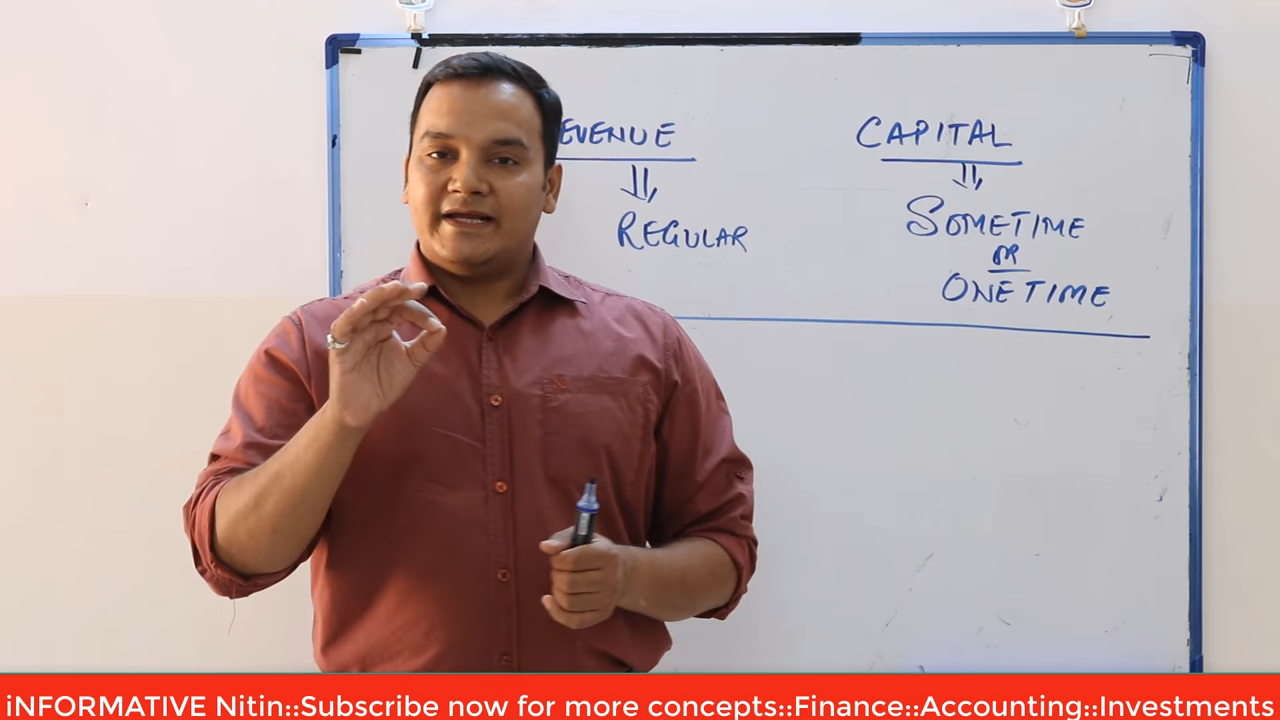 EVENUE
REGULAR
CAPITAL
SOMETIME
OR
ONETIME
iNFORMATIVE Nitin::Subscribe now for more concepts::Finance::Accounting::Investments